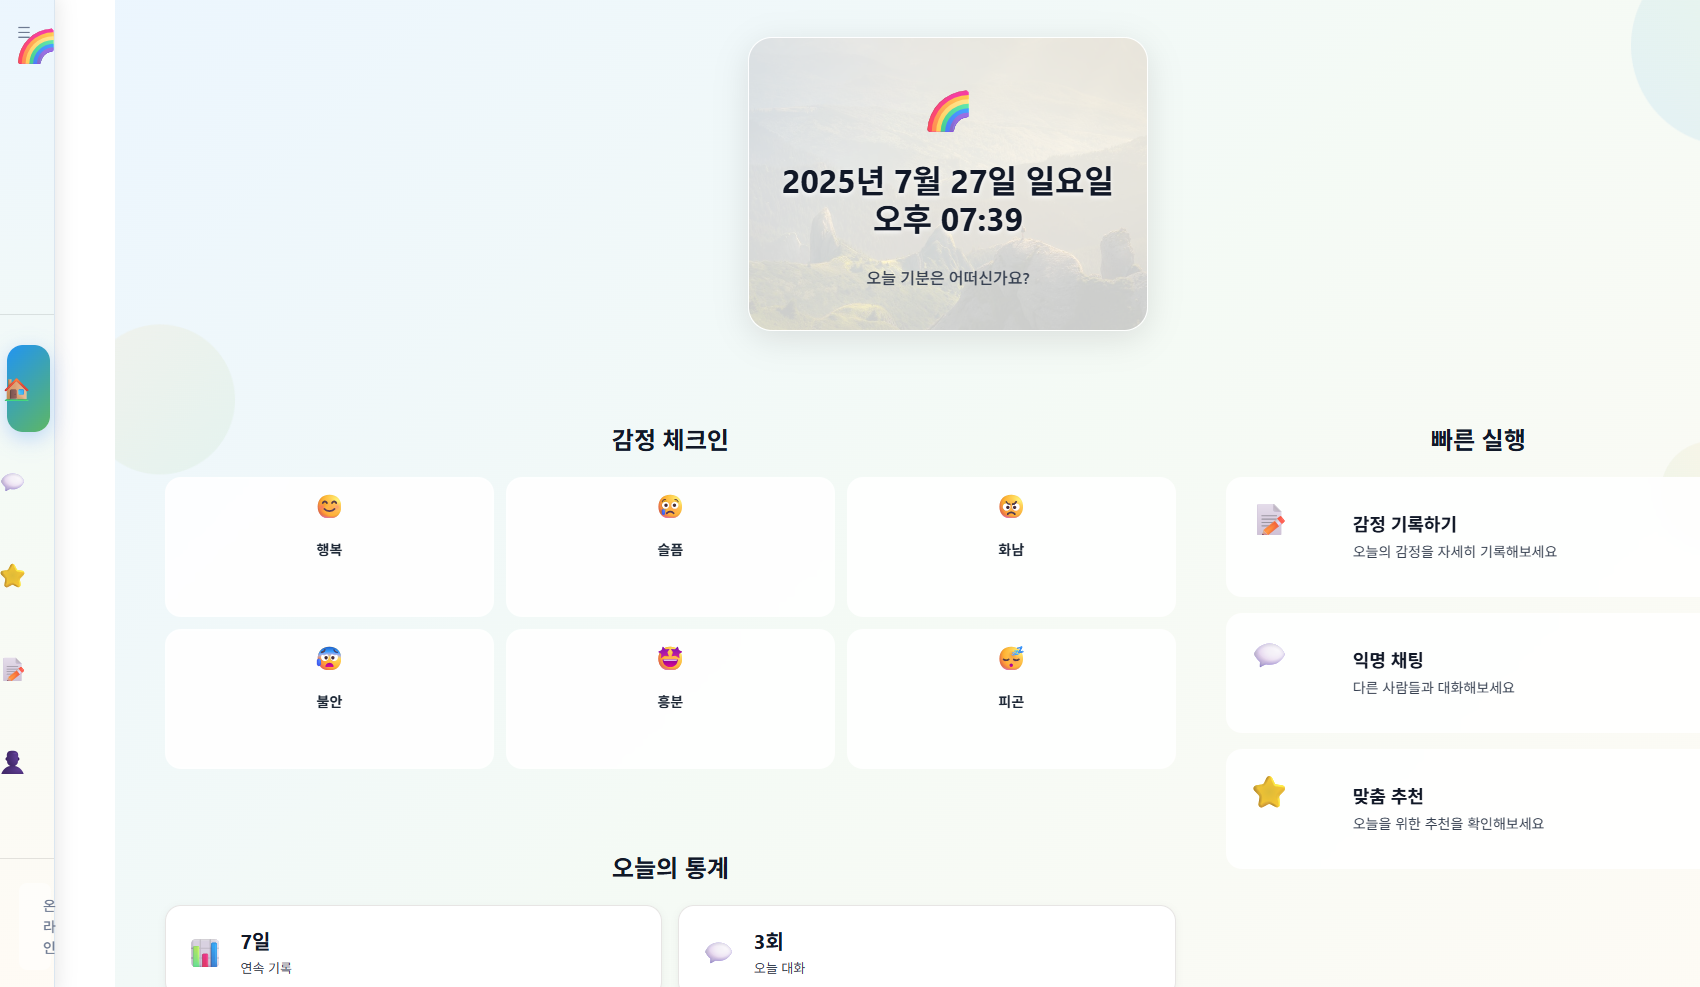 ☰
2025년 7월 27일 일요일
오후 07:39
오늘 기분은 어떠신가요?
감정 체크인
행복
슬픔
화남
불안
흥분
피곤
빠른 실행
감정 기록하기
오늘의 감정을 자세히 기록해보세요
익명 채팅
다른 사람들과 대화해보세요
맞춤 추천
오늘을 위한 추천을 확인해보세요
오늘의 통계
7일
연속 기록
3회
오늘 대화
온
라
인